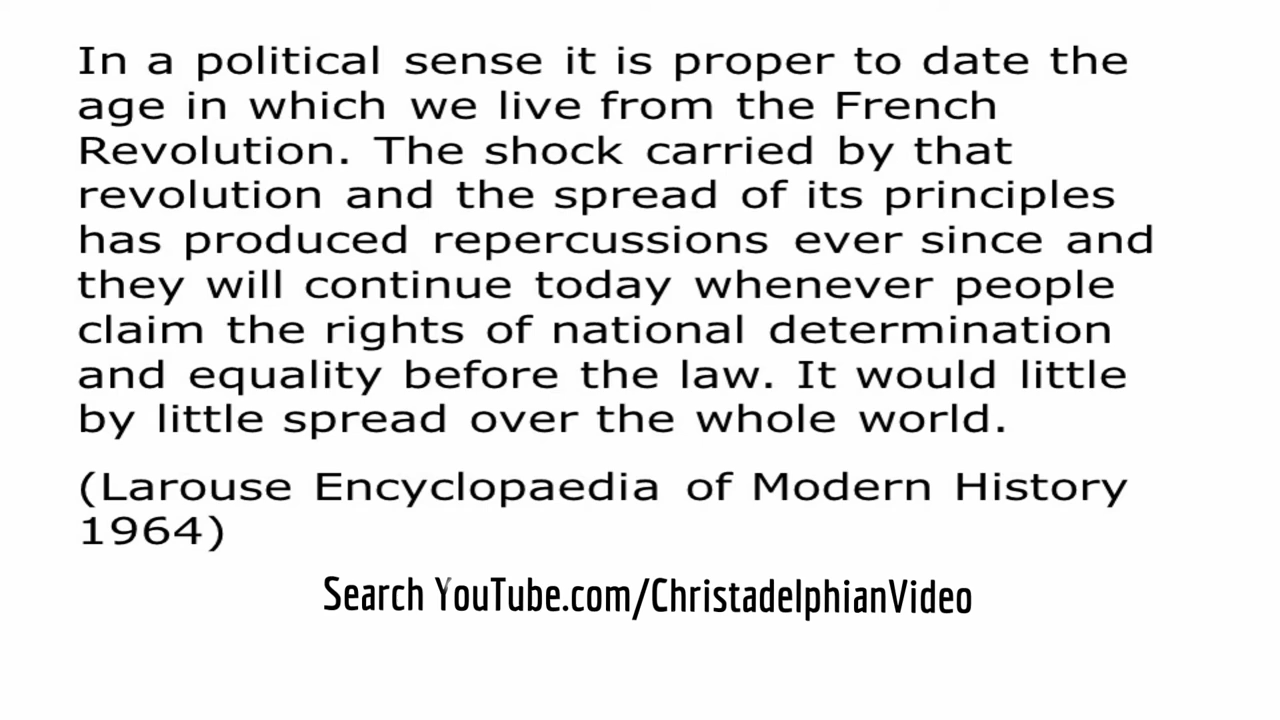 In a political sense it is proper to date the
age in which we live from the French
Revolution. The shock carried by that
revolution and the spread of its principles
has produced repercussions ever since and
they will continue today whenever people
claim the rights of national determination
and equality before the law. It would little
by little spread over the whole world.
(Larouse Encyclopaedia of Modern History
1964)
Search YouTube.com/ChristadelphianVideo